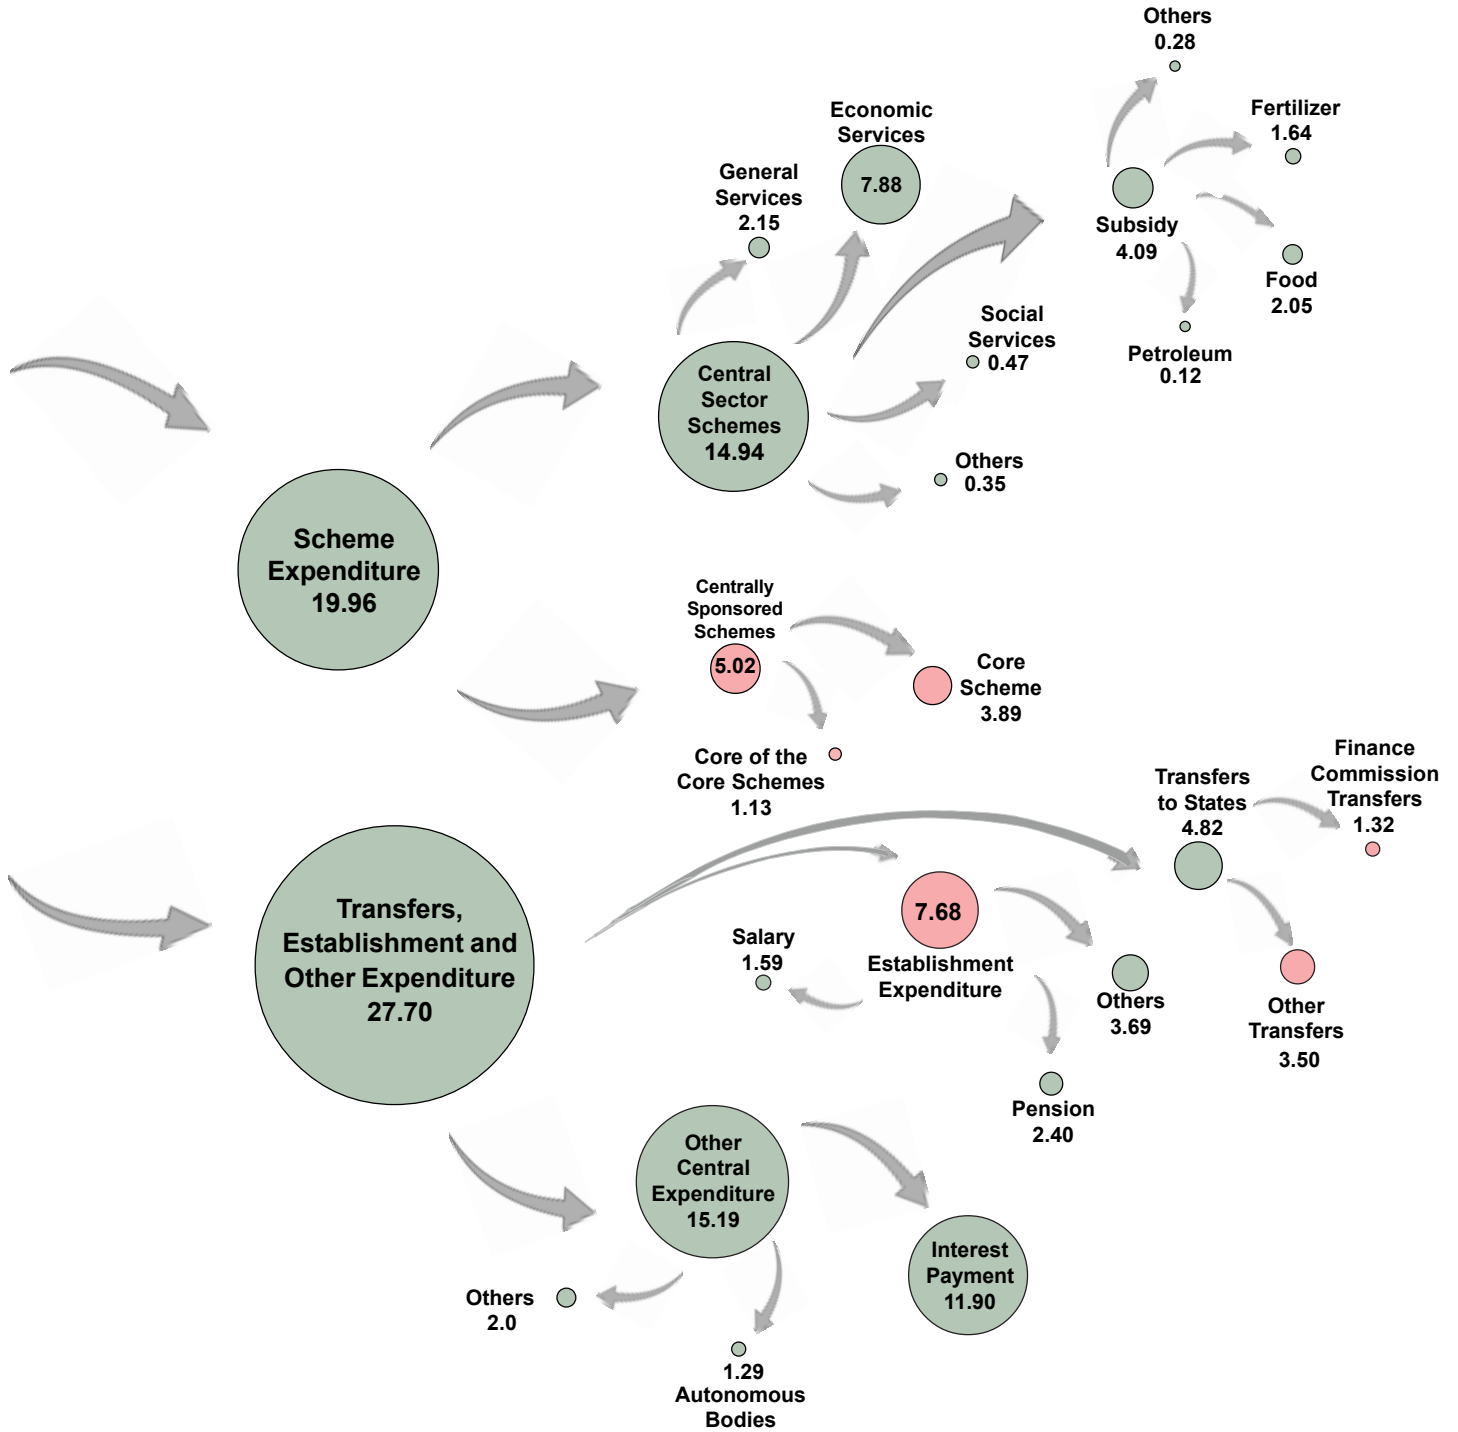 Others
0.28
Fertilizer
1.64
Subsidy
4.09
Food
2.05
Petroleum
0.12
Economic
Services
7.88
General
Services
2.15
Social
Services
0.47
Central
Sector
Schemes
14.94
Others
0.35
Scheme
Expenditure
19.96
Centrally
Sponsored
Schemes
5.02
Core
Scheme
3.89
Core of the
Core Schemes
1.13
Transfers
to States
4.82
Finance
Commission
Transfers
1.32
Other
Transfers
3.50
Transfers,
Establishment and
Other Expenditure
27.70
7.68
Establishment
Expenditure
Salary
1.59
Others
3.69
Pension
2.40
Other
Central
Expenditure
15.19
Interest
Payment
11.90
Others
2.0
1.29
Autonomous
Bodies